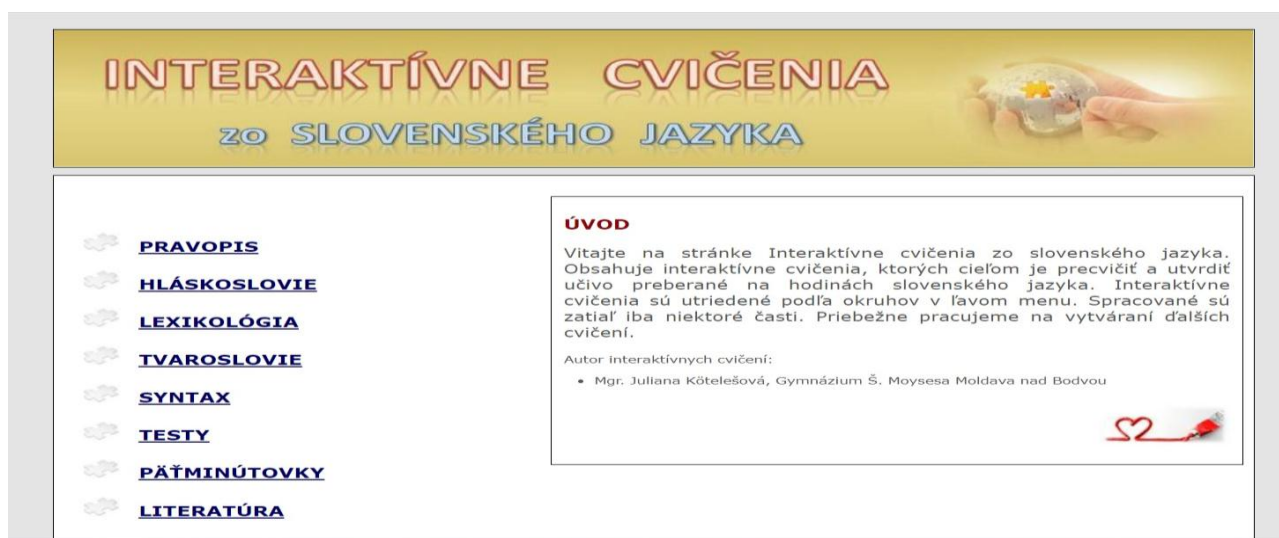 INTERAKTÍVNE CVIČENIA
zo SLOVENSKÉHO JAZYKA
PRAVOPIS
HLÁSKOSLOVIE
LEXIKOLÓGIA
TVAROSLOVIE
SYNTAX
TESTY
PÄŤMINÚTOVKY
LITERATÚRA
ÚVOD
Vitajte na stránke Interaktívne cvičenia zo slovenského jazyka.
Obsahuje interaktívne cvičenia, ktorých cieľom je precvičiť a utvrdiť
učivo preberané na hodinách slovenského jazyka. Interaktívne
cvičenia sú utriedené podľa okruhov v ľavom menu. Spracované sú
zatiaľ iba niektoré časti. Priebežne pracujeme na vytváraní ďalších
cvičení.
Autor interaktívnych cvičení:
• Mgr. Juliana Kötelešová, Gymnázium Š. Moysesa Moldava nad Bodvou